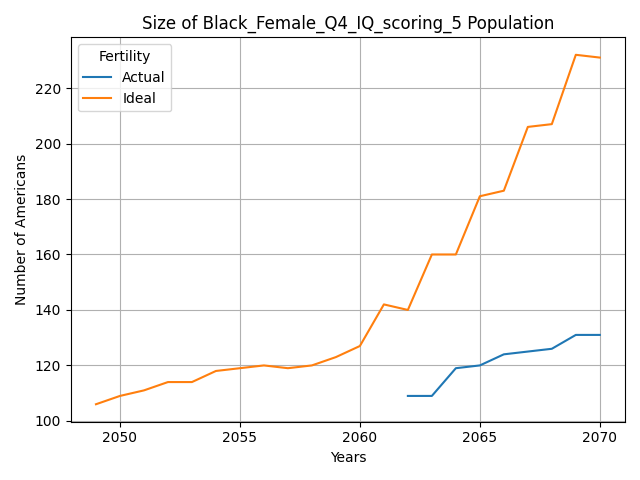 Size of Black_Female_Q4_IQ_scoring_5 Population
Fertility
Actual
Ideal
220
200
180
160
140
120
100
Number of Americans
2050 2055 2060 2065 2070
Years